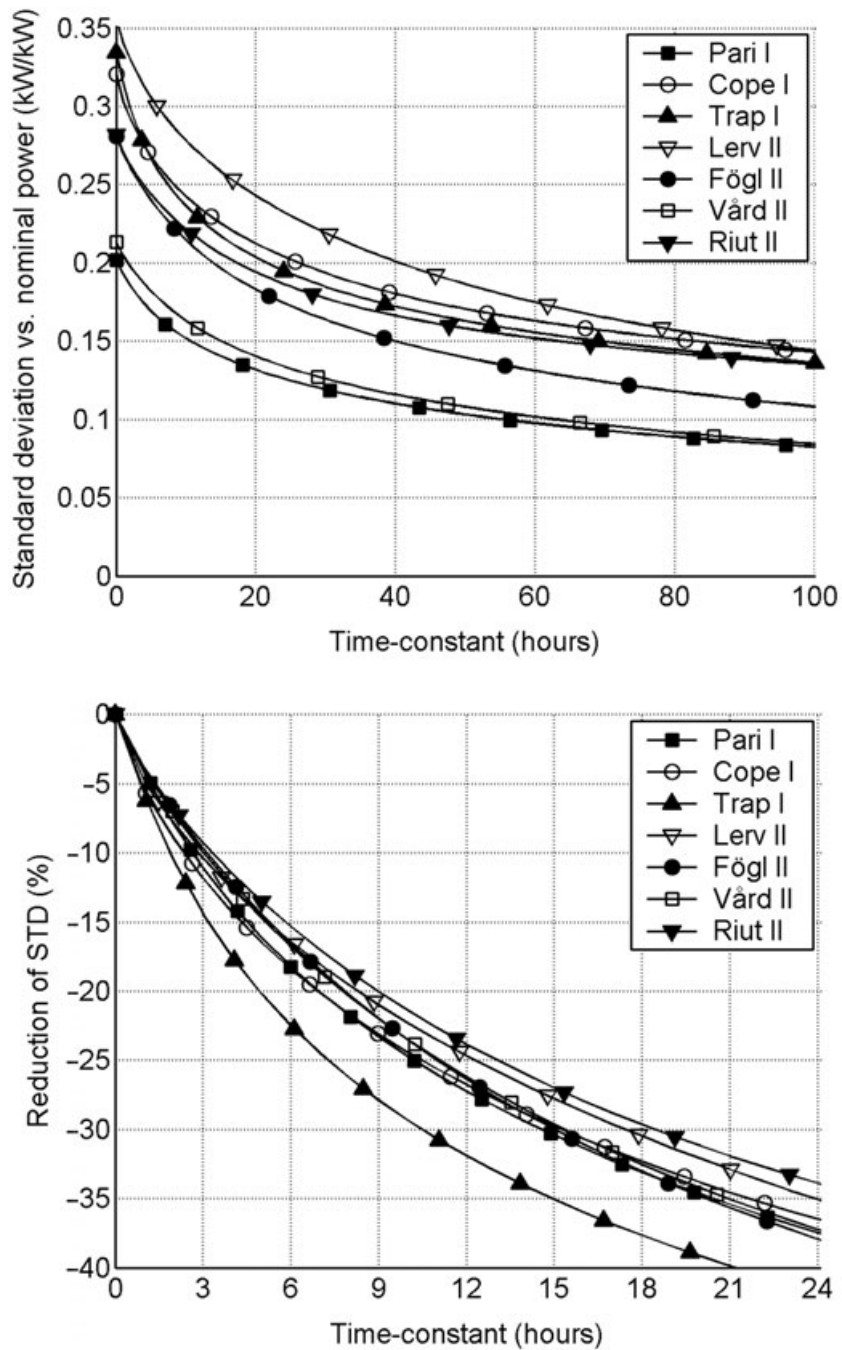 Standard deviation vs. nominal power (kW/kW)
0.35
0.3
0.25
0.2
0.15
0.1
0.05
0
Pari I
Cope I
Trap I
Lerv II
Fögl II
Vård II
Riut II
0 20 40 60 80 100
Time-constant (hours)
Reduction of STD (%)
0
−5
−10
−15
−20
−25
−30
−35
−40
Pari I
Cope I
Trap I
Lerv II
Fögl II
Vård II
Riut II
0 3 6 9 12 15 18 21 24
Time-constant (hours)